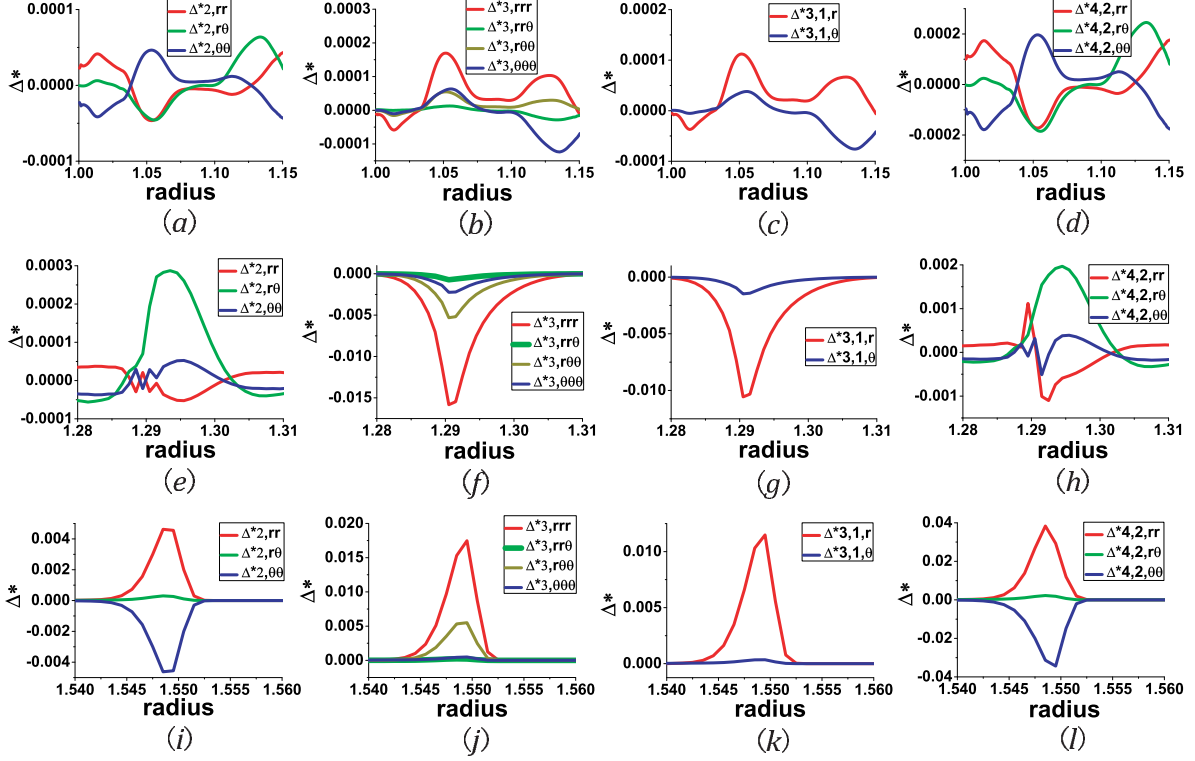 0.0001
0.0000
-0.0001
Δ*
Δ*2,rr
Δ*2,rθ
Δ*2,θθ
1.00 1.05 1.10 1.15
radius
(a)
0.0003
0.0002
0.0001
0.0000
-0.0001
Δ*
Δ*3,rrr
Δ*3,rrθ
Δ*3,rθθ
Δ*3,θθθ
1.00 1.05 1.10 1.15
radius
(b)
0.0002
0.0001
0.0000
-0.0001
Δ*
Δ*3,1,r
Δ*3,1,θ
1.00 1.05 1.10 1.15
radius
(c)
0.0002
0.0000
-0.0002
Δ*
Δ*4,2,rr
Δ*4,2,rθ
Δ*4,2,θθ
1.00 1.05 1.10 1.15
radius
(d)
0.0003
0.0002
0.0001
0.0000
-0.0001
Δ*
Δ*2,rr
Δ*2,rθ
Δ*2,θθ
1.28 1.29 1.30 1.31
radius
(e)
0.000
-0.005
-0.010
-0.015
Δ*
Δ*3,rrr
Δ*3,rrθ
Δ*3,rθθ
Δ*3,θθθ
1.28 1.29 1.30 1.31
radius
(f)
0.000
-0.005
-0.010
Δ*
Δ*3,1,r
Δ*3,1,θ
1.28 1.29 1.30 1.31
radius
(g)
0.002
0.001
0.000
-0.001
Δ*
Δ*4,2,rr
Δ*4,2,rθ
Δ*4,2,θθ
1.28 1.29 1.30 1.31
radius
(h)
0.004
0.002
0.000
-0.002
-0.004
Δ*
Δ*2,rr
Δ*2,rθ
Δ*2,θθ
1.540 1.545 1.550 1.555 1.560
radius
(i)
0.020
0.015
0.010
0.005
0.000
Δ*
Δ*3,rrr
Δ*3,rrθ
Δ*3,rθθ
Δ*3,θθθ
1.540 1.545 1.550 1.555 1.560
radius
(j)
0.010
0.005
0.000
Δ*
Δ*3,1,r
Δ*3,1,θ
1.540 1.545 1.550 1.555 1.560
radius
(k)
0.04
0.02
0.00
-0.02
-0.04
Δ*
Δ*4,2,rr
Δ*4,2,rθ
Δ*4,2,θθ
1.540 1.545 1.550 1.555 1.560
radius
(l)